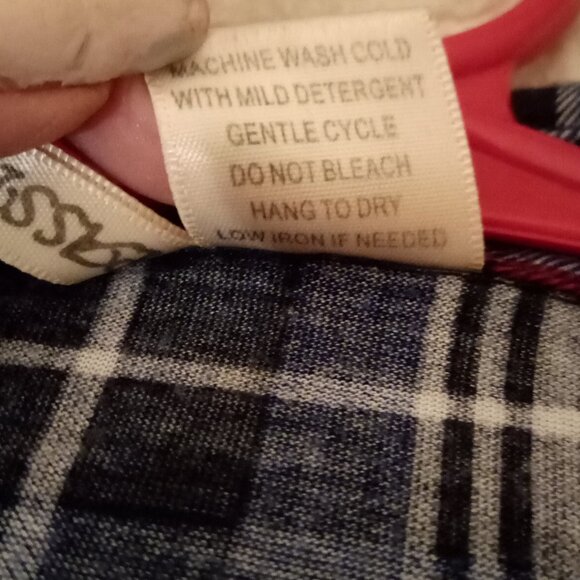 MACHINE WASH COLD
WITH MILD DETERGENT
GENTLE CYCLE
DO NOT BLEACH
HANG TO DRY
LOW IRON IF NEEDED